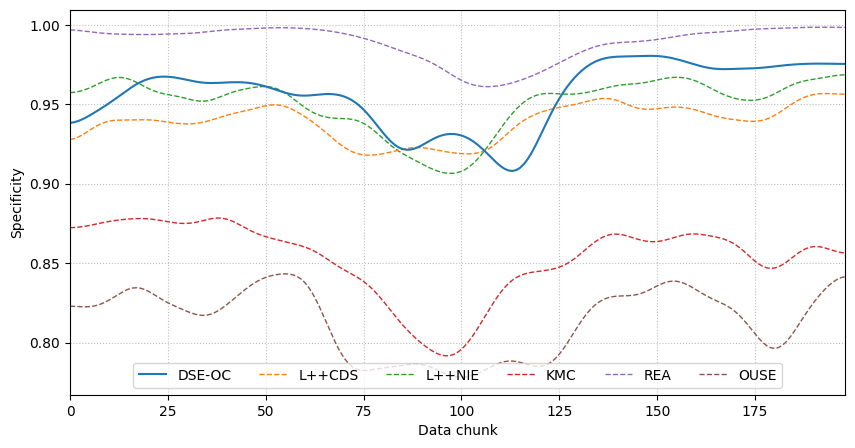 1.00
0.95
0.90
0.85
0.80
Specificity
DSE-OC L++CDS L++NIE KMC REA OUSE
0 25 50 75 100 125 150 175
Data chunk